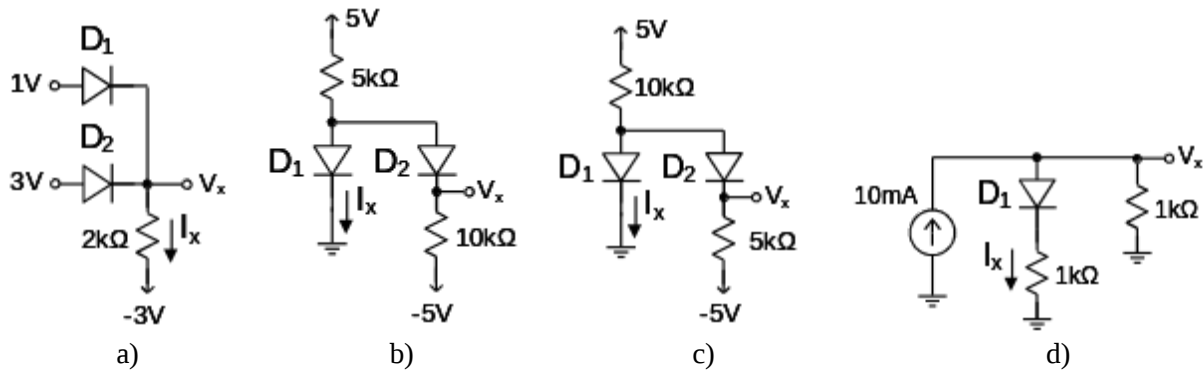 D₁
1V
D₂
3V
Vₓ
2kΩ
Iₓ
-3V
a)
5V
5kΩ
D₁
D₂
Vₓ
Iₓ
10kΩ
-5V
b)
5V
10kΩ
D₁
D₂
Vₓ
Iₓ
5kΩ
-5V
c)
Vₓ
10mA
D₁
1kΩ
Iₓ
1kΩ
d)